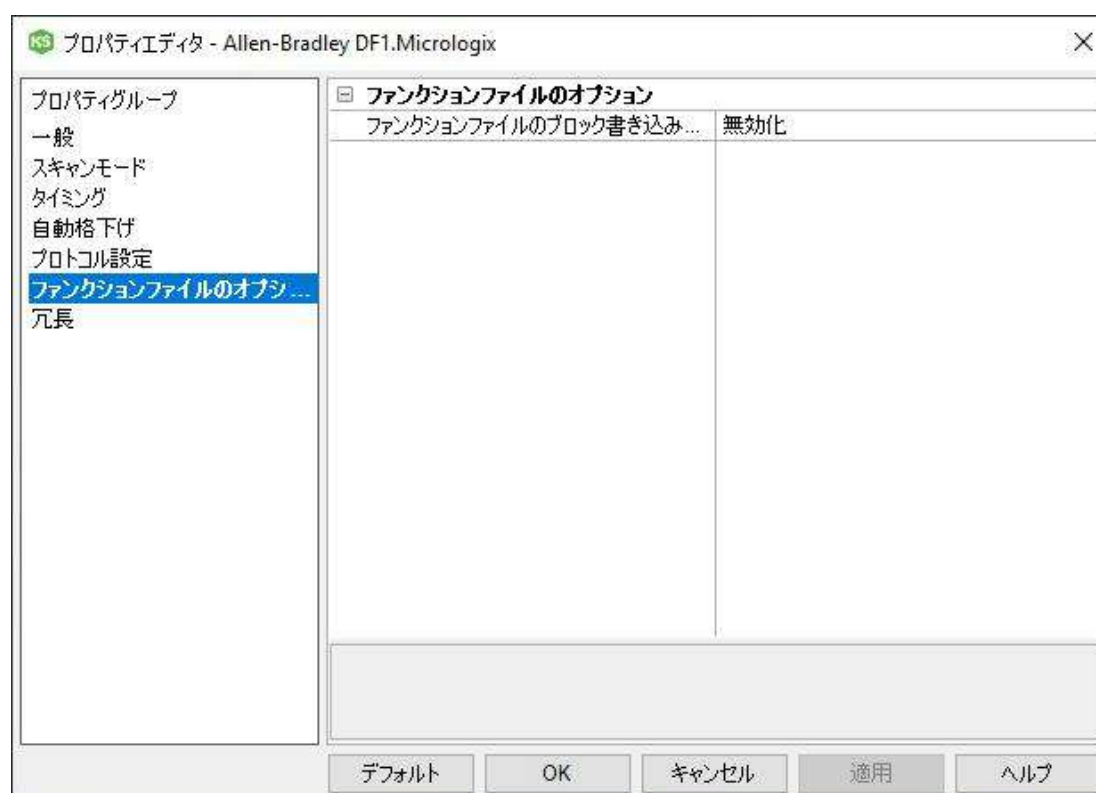 KS プロパティエディタ - Allen-Bradley DF1.Micrologix
プロパティグループ
一般
スキャンモード
タイミング
自動格下げ
プロトコル設定
ファンクションファイルのオプシ...
冗長
ファンクションファイルのオプション
ファンクションファイルのブロック書き込み... 無効化
デフォルト OK キャンセル 適用 ヘルプ